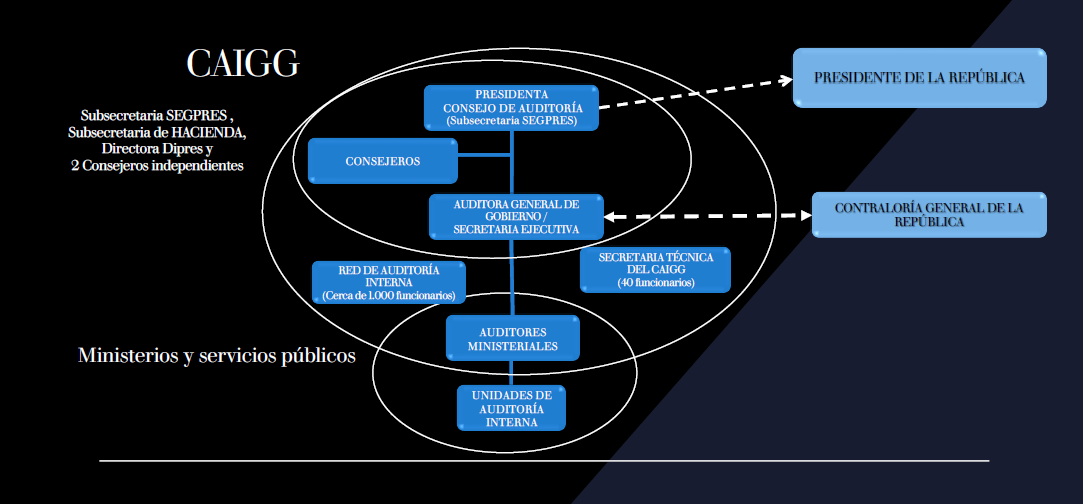 CAIGG
Subsecretaria SEGPRES ,
Subsecretaria de HACIENDA,
Directora Dipres y
2 Consejeros independientes
PRESIDENTA
CONSEJO DE AUDITORÍA
(Subsecretaria SEGPRES)
PRESIDENTE DE LA REPÚBLICA
CONSEJEROS
AUDITORA GENERAL DE
GOBIERNO /
SECRETARIA EJECUTIVA
CONTRALORÍA GENERAL DE LA
REPÚBLICA
RED DE AUDITORÍA
INTERNA
(Cerca de 1.000 funcionarios)
SECRETARIA TÉCNICA
DEL CAIGG
(40 funcionarios)
AUDITORES
MINISTERIALES
Ministerios y servicios públicos
UNIDADES DE
AUDITORÍA
INTERNA